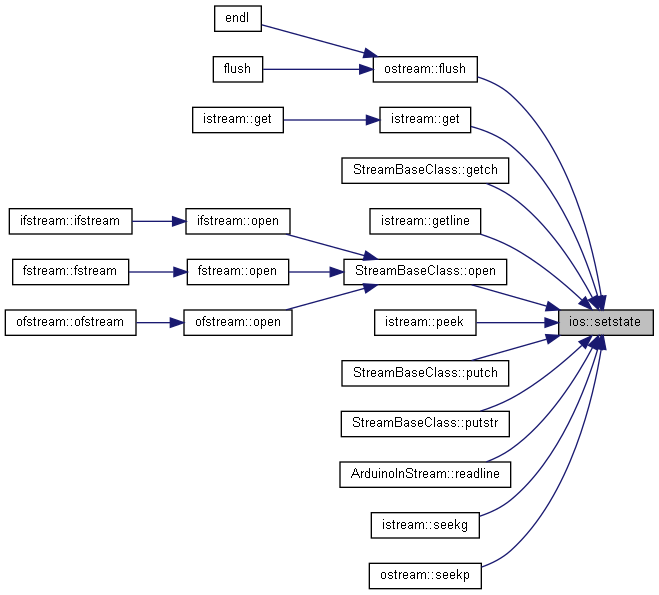 endl
flush
ostream::flush
istream::get
istream::get
StreamBaseClass::getch
ifstream::ifstream
ifstream::open
istream::getline
fstream::fstream
fstream::open
StreamBaseClass::open
ofstream::ofstream
ofstream::open
istream::peek
ios::setstate
StreamBaseClass::putch
StreamBaseClass::putstr
ArduinoInStream::readline
istream::seekg
ostream::seekp